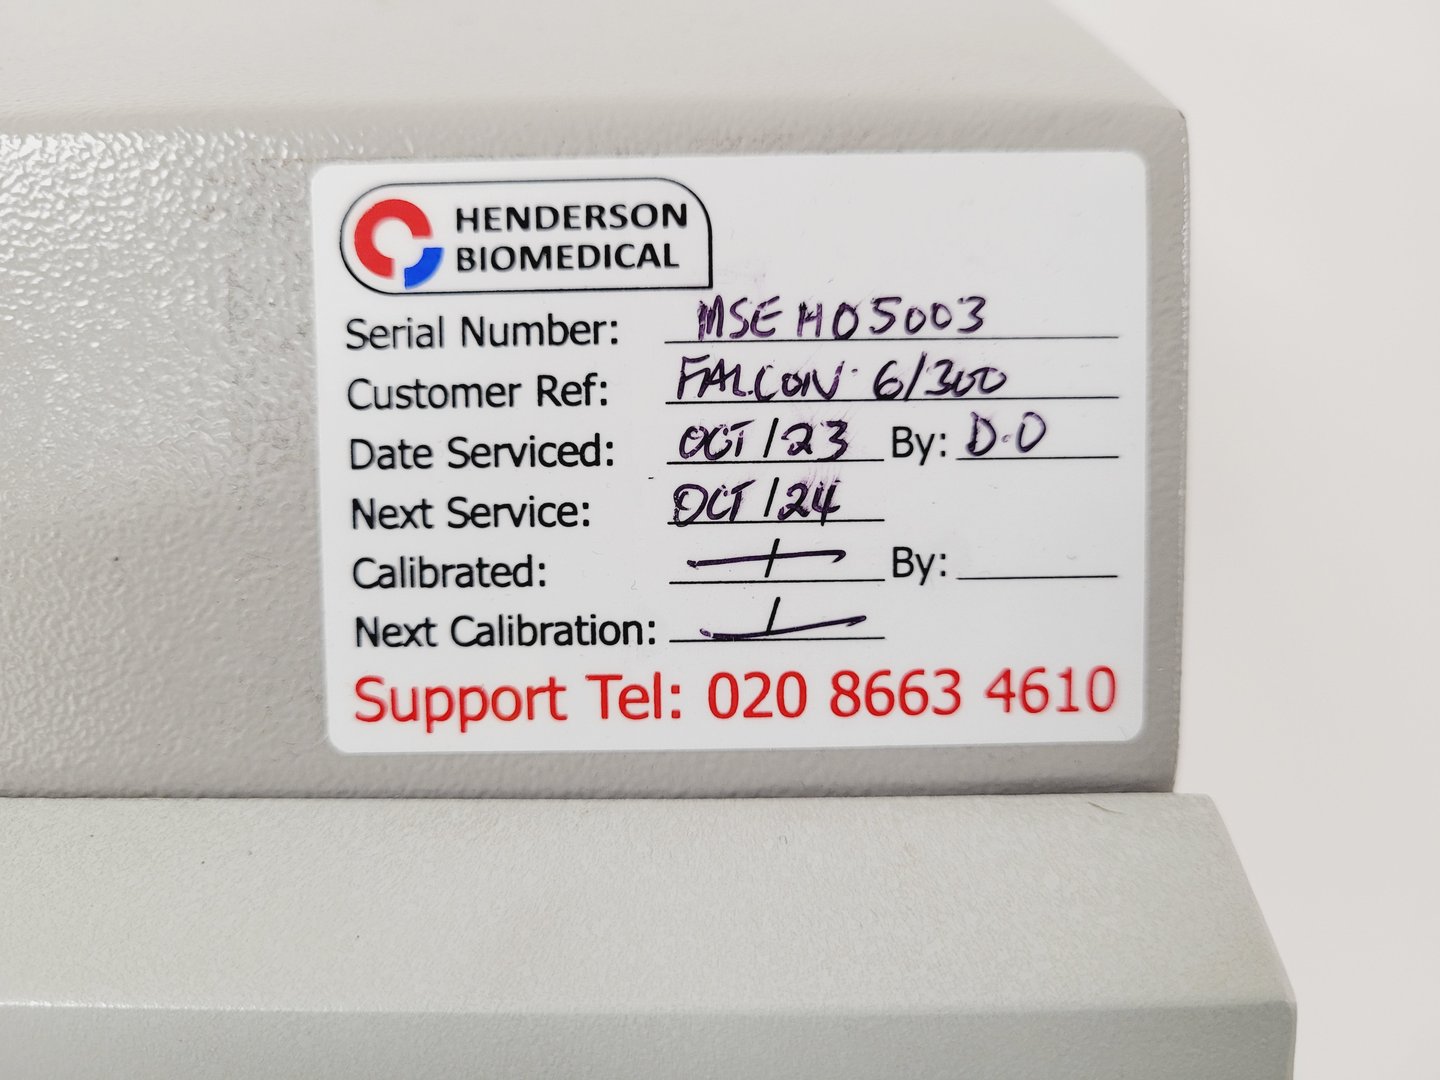 HENDERSON
BIOMEDICAL
Serial Number: MSE H05003
Customer Ref: FALCON 6/300
Date Serviced: OCT/23 By: D.O
Next Service: OCT/24
Calibrated: / By:
Next Calibration: /
Support Tel: 020 8663 4610